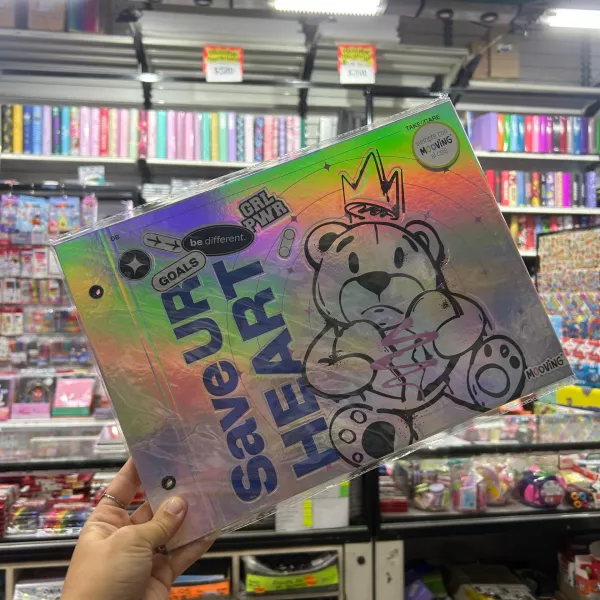 TAKE//CARE
MOOVING
GRL
PWR
be different.
GOALS
Save UR
HEART
MOOVING